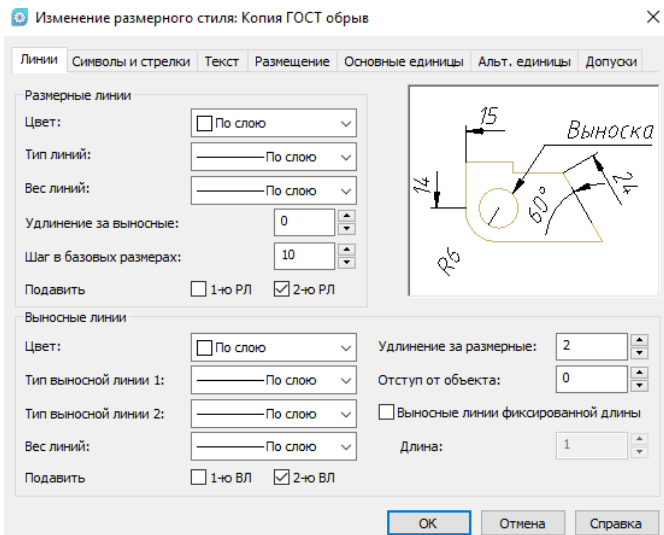 Изменение размерного стиля: Копия ГОСТ обрыв
Линии Символы и стрелки Текст Размещение Основные единицы Альт. единицы Допуски
Размерные линии
Цвет: По слою
Тип линий: По слою
Вес линий: По слою
Удлинение за выносные: 0
Шаг в базовых размерах: 10
Подавить 1-ю РЛ 2-ю РЛ
15
Выноска
14
60°
24
R6
Выносные линии
Цвет: По слою Удлинение за размерные: 2
Тип выносной линии 1: По слою Отступ от объекта: 0
Тип выносной линии 2: По слою Выносные линии фиксированной длины
Вес линий: По слою Длина: 1
Подавить 1-ю ВЛ 2-ю ВЛ
ОК Отмена Справка